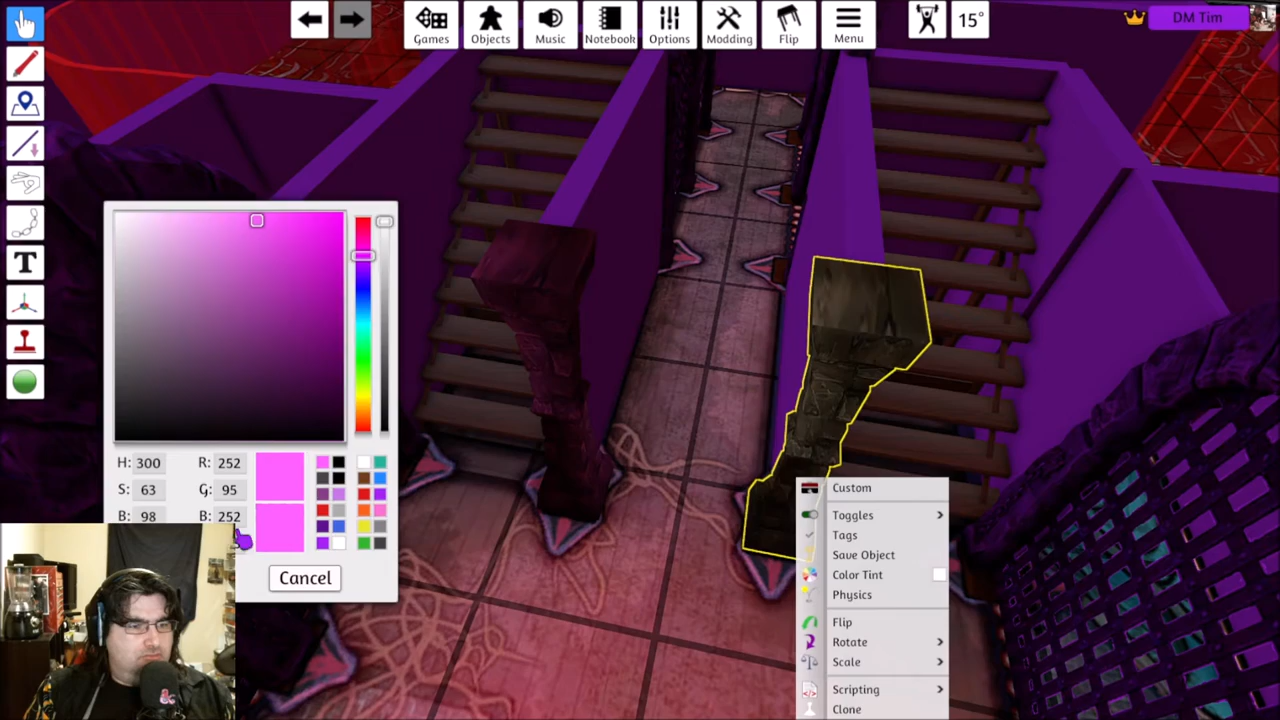 Games Objects Music Notebook Options Modding Flip Menu 15° DM Tim
T
H: 300 R: 252
S: 63 G: 95
B: 98 B: 252
Cancel
Custom
Toggles
Tags
Save Object
Color Tint
Physics
Flip
Rotate
Scale
Scripting
Clone